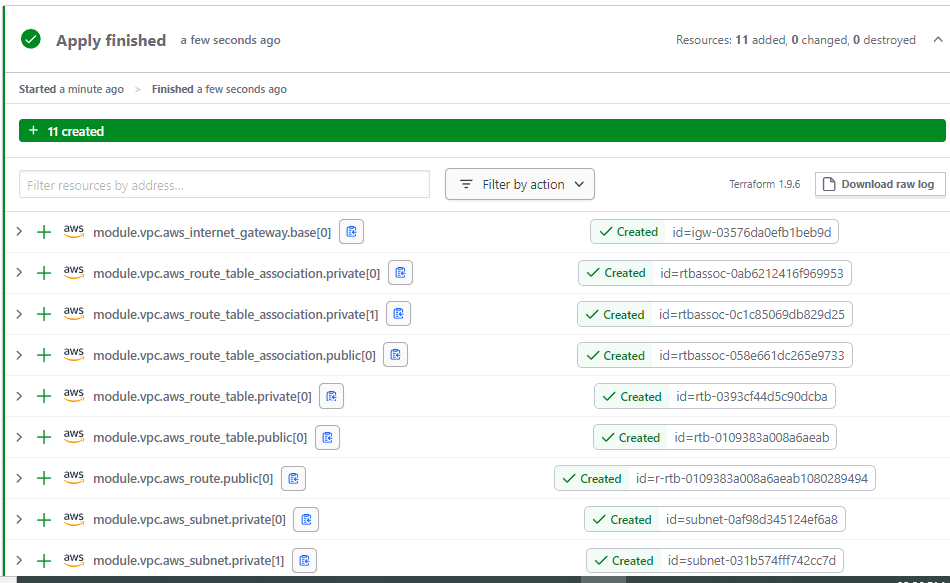 Apply finished a few seconds ago Resources: 11 added, 0 changed, 0 destroyed
Started a minute ago > Finished a few seconds ago
+ 11 created
Filter resources by address... Filter by action Terraform 1.9.6 Download raw log
aws module.vpc.aws_internet_gateway.base[0] Created id=igw-03576da0efb1beb9d
aws module.vpc.aws_route_table_association.private[0] Created id=rtbassoc-0ab6212416f969953
aws module.vpc.aws_route_table_association.private[1] Created id=rtbassoc-0c1c85069db829d25
aws module.vpc.aws_route_table_association.public[0] Created id=rtbassoc-058e661dc265e9733
aws module.vpc.aws_route_table.private[0] Created id=rtb-0393cf44d5c90dcba
aws module.vpc.aws_route_table.public[0] Created id=rtb-0109383a008a6aeab
aws module.vpc.aws_route.public[0] Created id=r-rtb-0109383a008a6aeab1080289494
aws module.vpc.aws_subnet.private[0] Created id=subnet-0af98d345124ef6a8
aws module.vpc.aws_subnet.private[1] Created id=subnet-031b574fff742cc7d